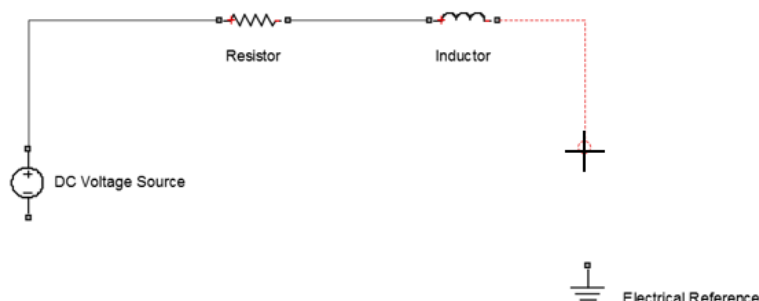 Resistor
Inductor
DC Voltage Source
Electrical Reference